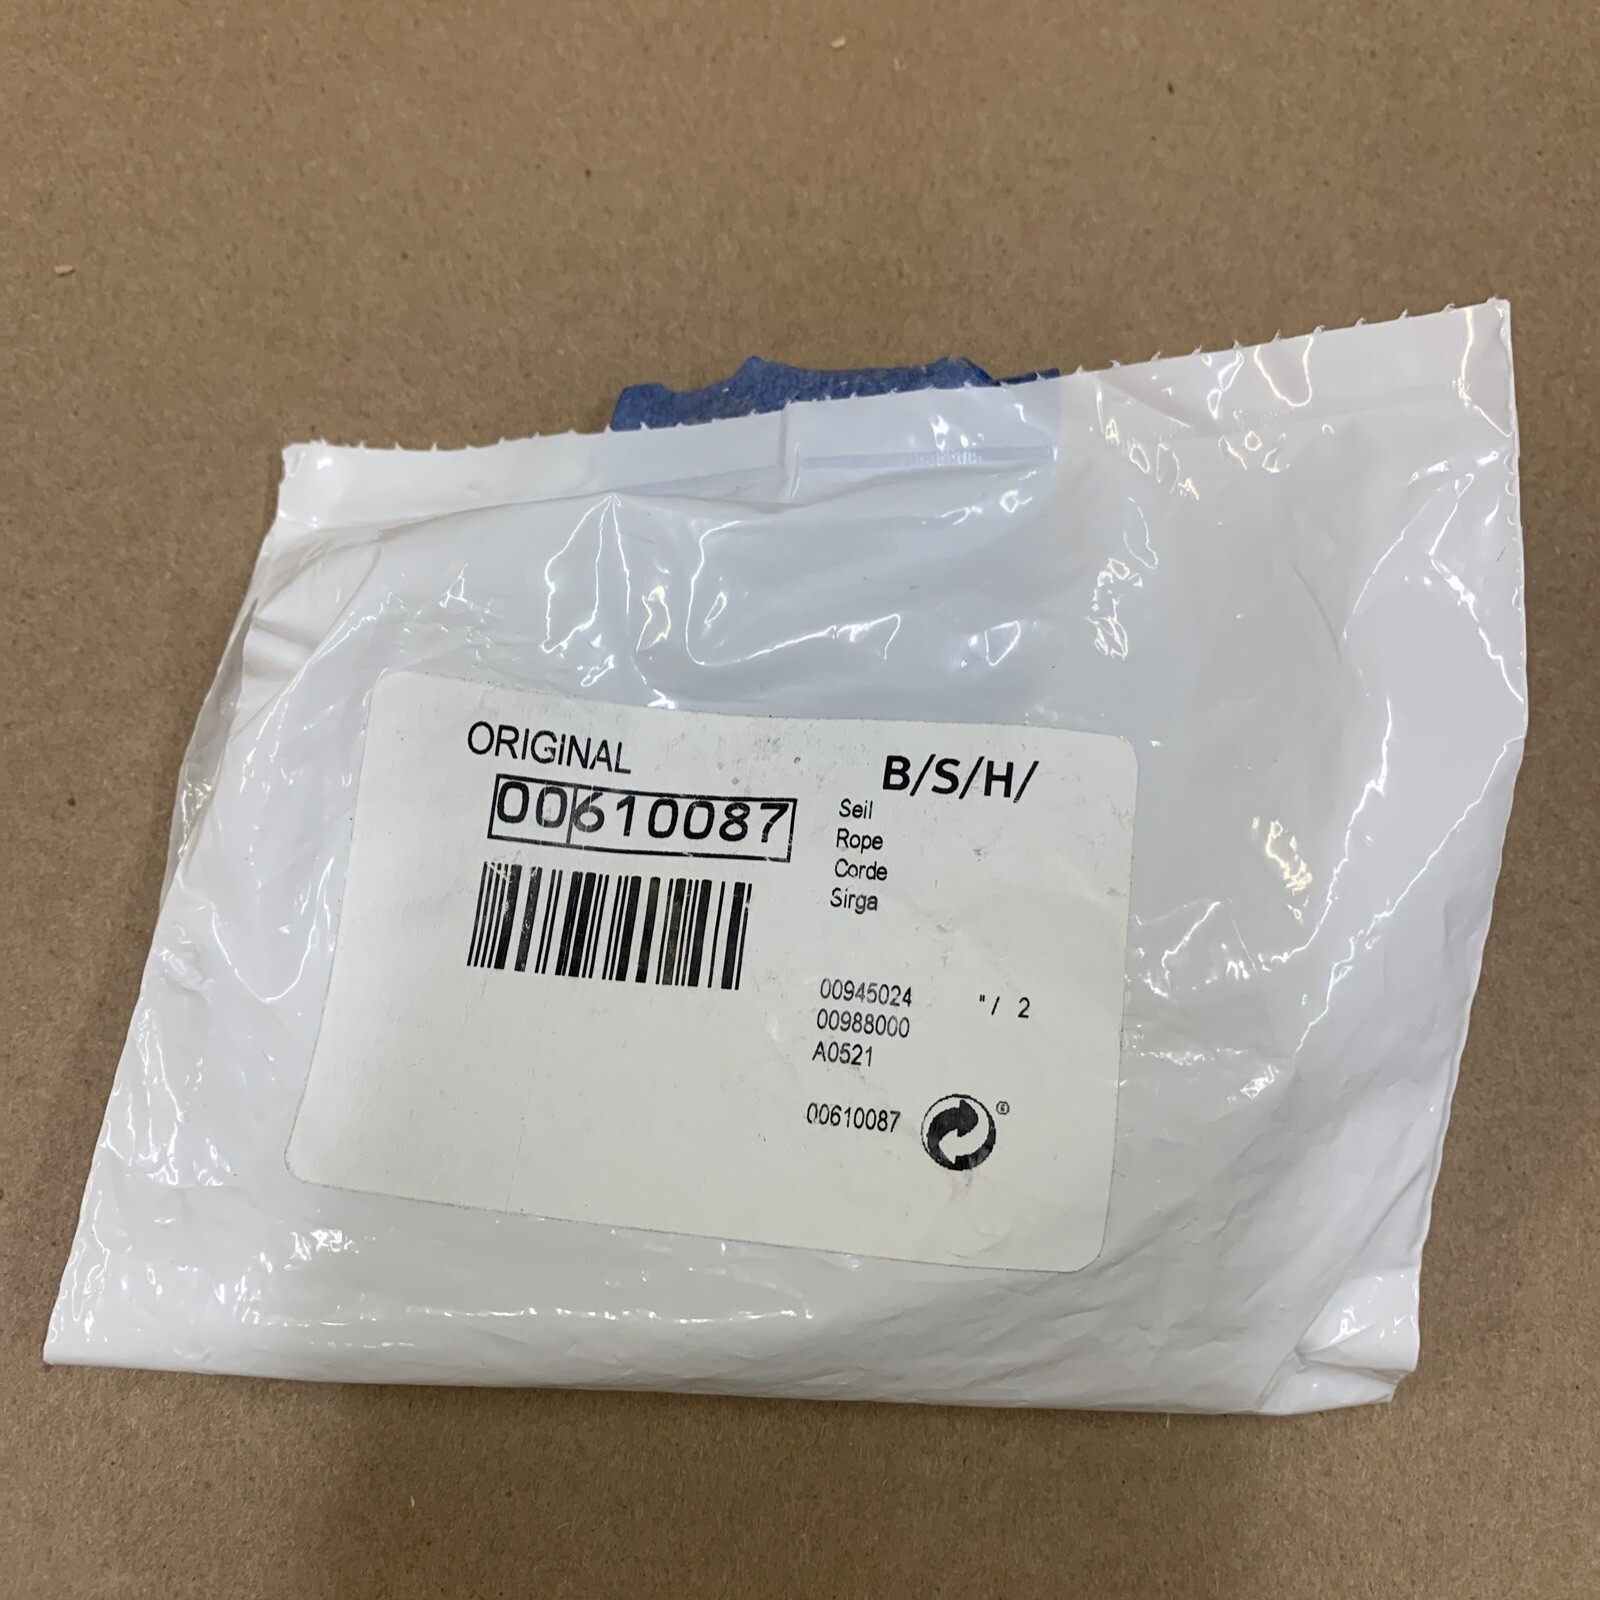 ORIGINAL
B/S/H/
00610087
Seil
Rope
Corde
Sirga
00945024 "/ 2
00988000
A0521
00610087 ®